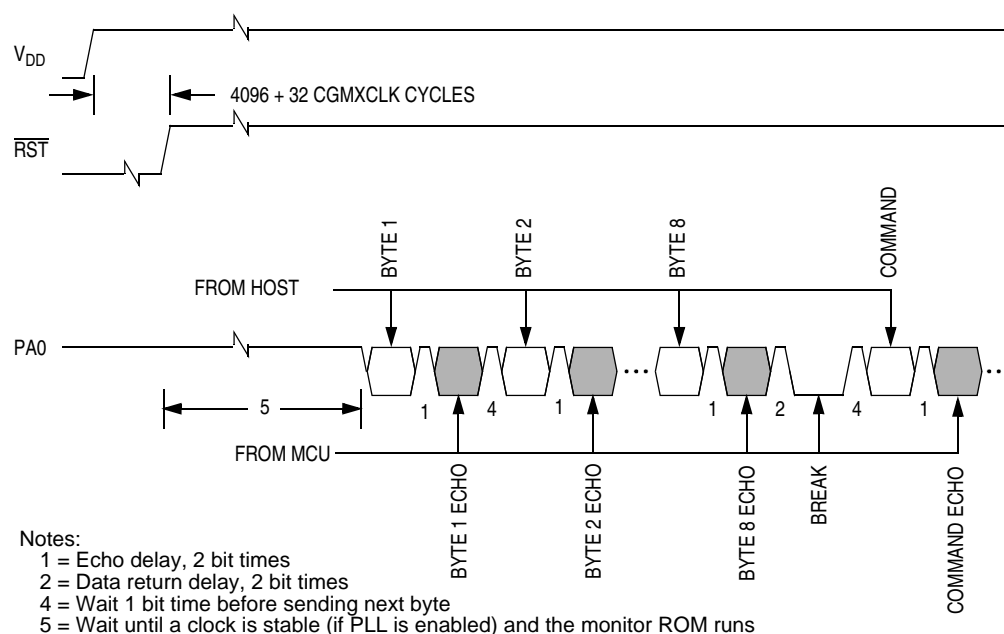 VDD
4096 + 32 CGMXCLK CYCLES
RST
BYTE 1
BYTE 2
BYTE 8
COMMAND
FROM HOST
PA0
...
...
5
1
4
1
1
2
4
1
FROM MCU
BYTE 1 ECHO
BYTE 2 ECHO
BYTE 8 ECHO
BREAK
COMMAND ECHO
Notes:
1 = Echo delay, 2 bit times
2 = Data return delay, 2 bit times
4 = Wait 1 bit time before sending next byte
5 = Wait until a clock is stable (if PLL is enabled) and the monitor ROM runs